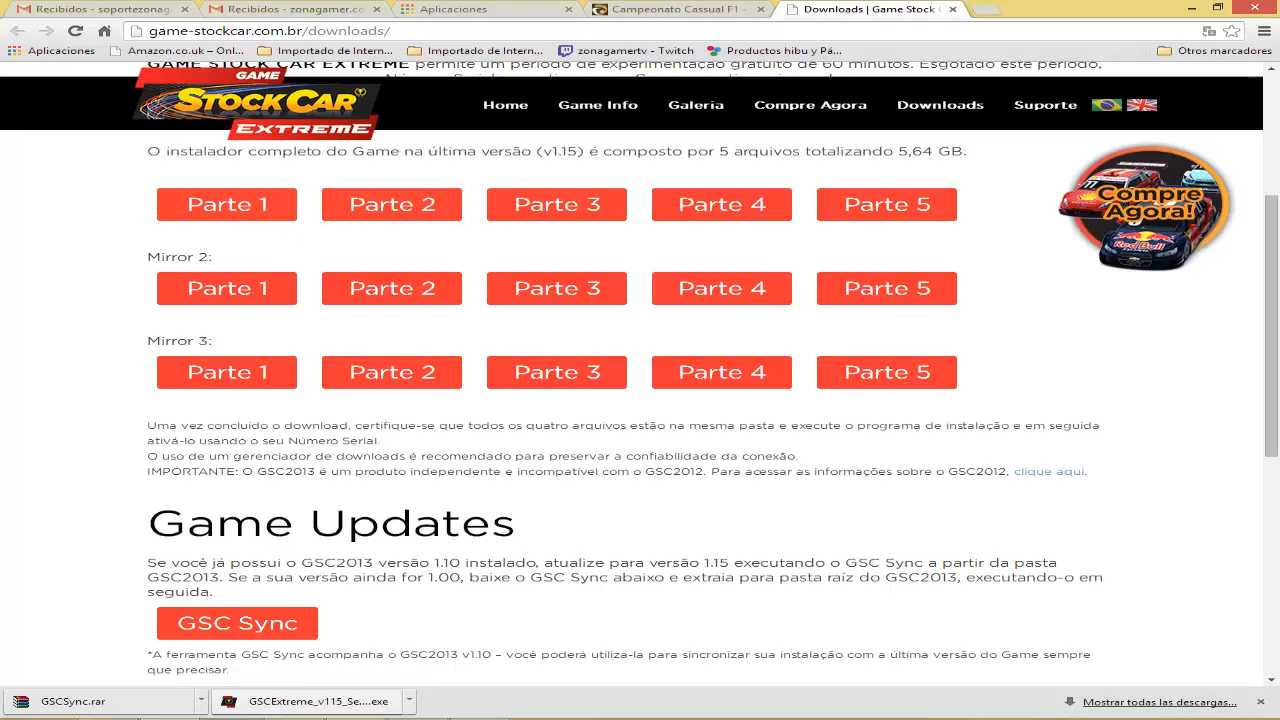 Recibidos - soportezonag
Recibidos - zonagamer.co
Aplicaciones
Campeonato Cassual F1 -
Downloads | Game Stock C
game-stockcar.com.br/downloads/
Aplicaciones
Amazon.co.uk – Onl...
Importado de Intern...
Importado de Intern...
zonagamertv - Twitch
Productos hibu y Pá...
Otros marcadores
GAME STOCK CAR EXTREME permite um período de experimentação gratuito de 60 minutos. Esgotado este período,
GAME
STOCK CAR
EXTREME
Home
Game Info
Galeria
Compre Agora
Downloads
Suporte
O instalador completo do Game na última versão (v1.15) é composto por 5 arquivos totalizando 5,64 GB:
Compre
Agora!
Red Bull
Parte 1
Parte 2
Parte 3
Parte 4
Parte 5
Mirror 2:
Parte 1
Parte 2
Parte 3
Parte 4
Parte 5
Mirror 3:
Parte 1
Parte 2
Parte 3
Parte 4
Parte 5
Uma vez concluído o download, certifique-se que todos os quatro arquivos estão na mesma pasta e execute o programa de instalação e em seguida
ativá-lo usando o seu Número Serial.
O uso de um gerenciador de downloads é recomendado para preservar a confiabilidade da conexão.
IMPORTANTE: O GSC2013 é um produto independente e incompatível com o GSC2012. Para acessar as informações sobre o GSC2012, clique aqui.
Game Updates
Se você já possui o GSC2013 versão 1.10 instalado, atualize para versão 1.15 executando o GSC Sync a partir da pasta
GSC2013. Se a sua versão ainda for 1.00, baixe o GSC Sync abaixo e extraia para pasta raíz do GSC2013, executando-o em
seguida.
GSC Sync
*A ferramenta GSC Sync acompanha o GSC2013 v1.10 – você poderá utiliza-la para sincronizar sua instalação com a última versão do Game sempre
que precisar.
GSCSync.rar
GSCExtreme_v115_Se....exe
Mostrar todas las descargas...